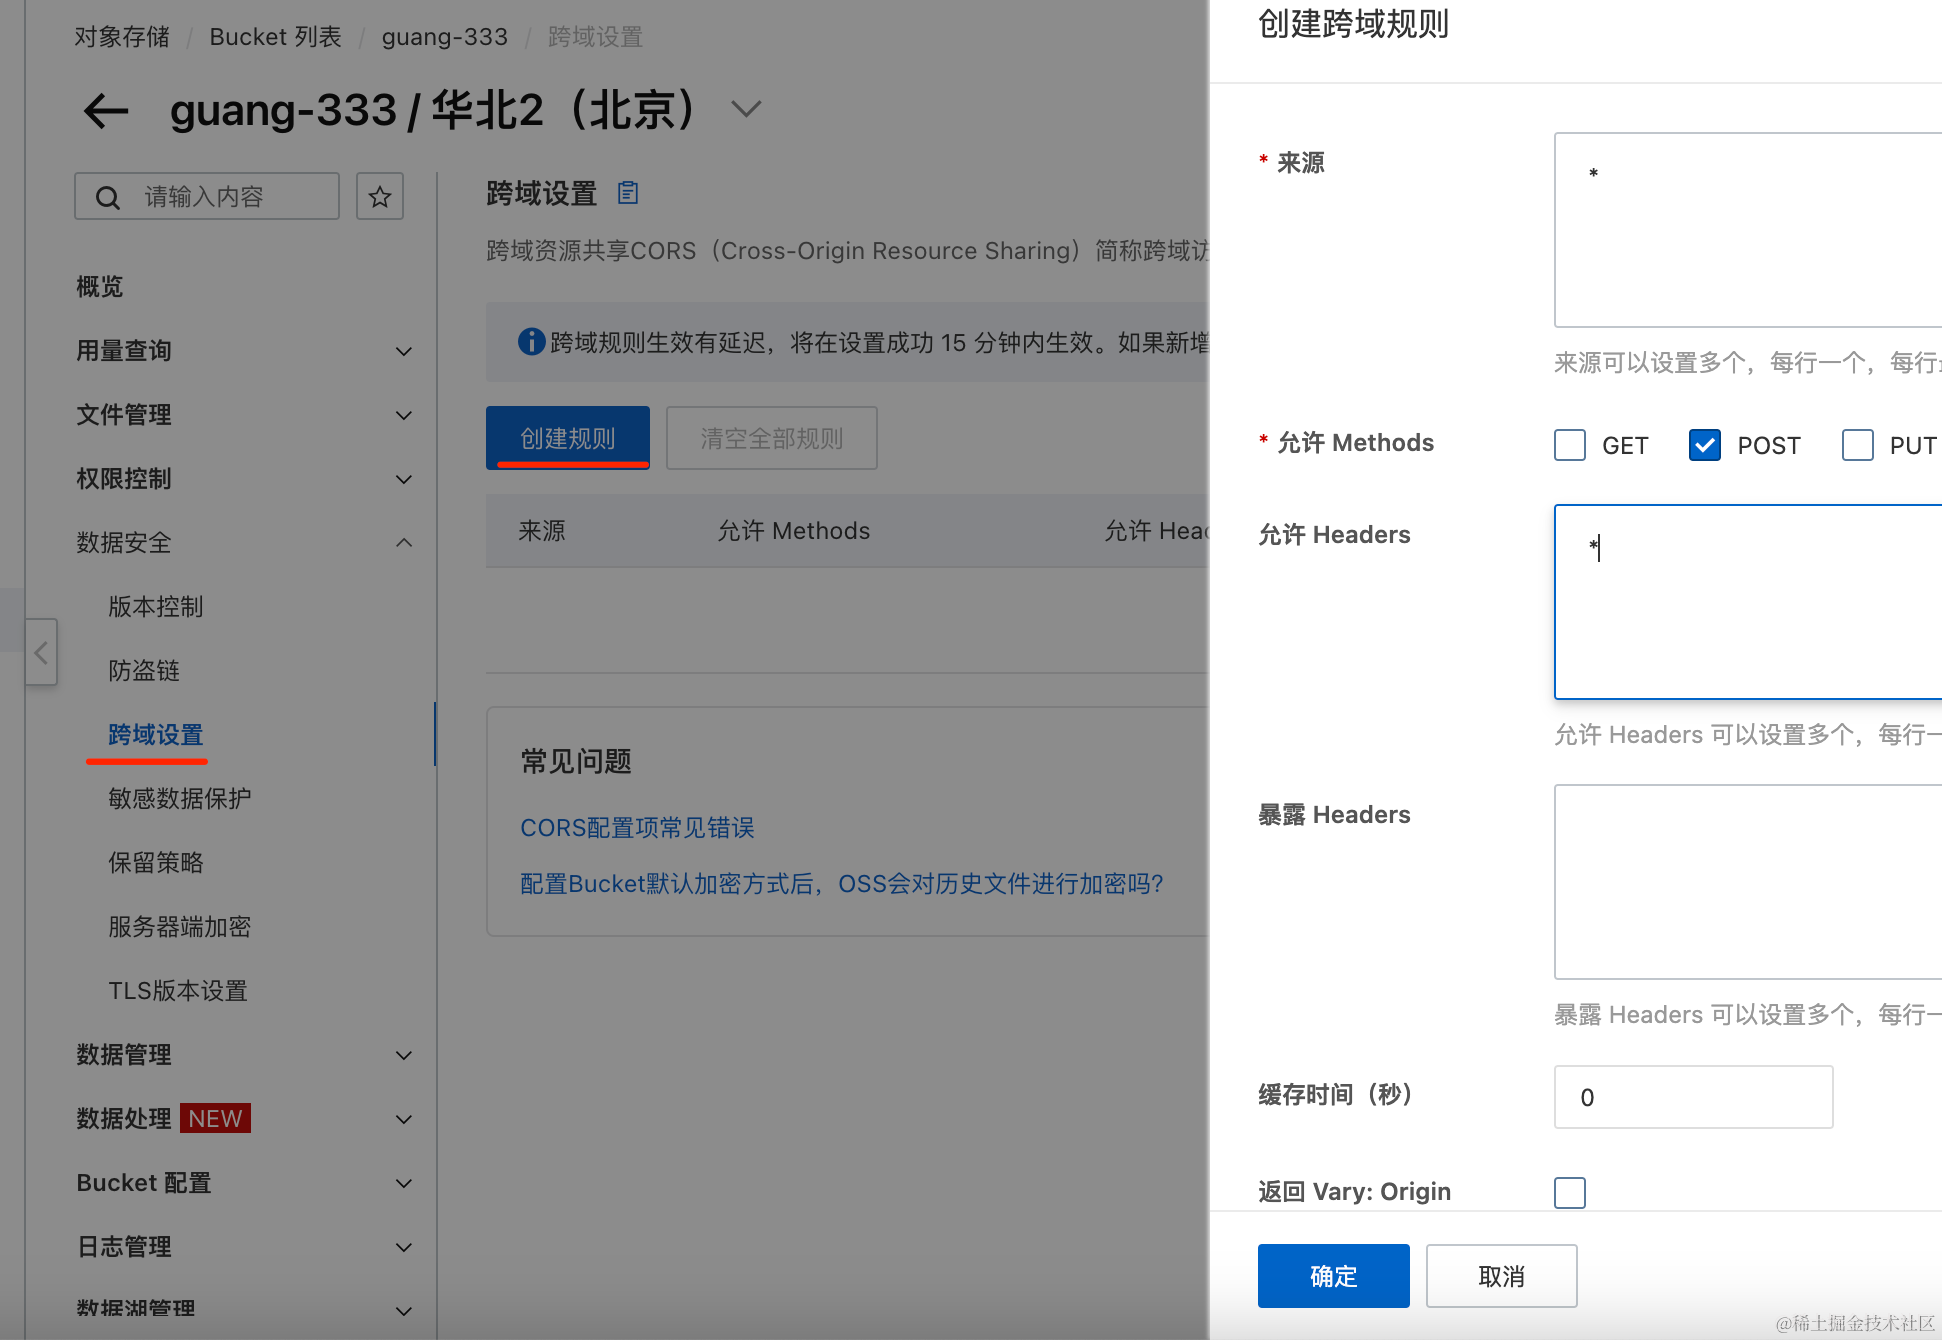 对象存储 / Bucket 列表 / guang-333 / 跨域设置
guang-333 / 华北2（北京）
请输入内容
概览
用量查询
文件管理
权限控制
数据安全
版本控制
防盗链
跨域设置
敏感数据保护
保留策略
服务器端加密
TLS版本设置
数据管理
数据处理 NEW
Bucket 配置
日志管理
数据湖管理
跨域设置
跨域资源共享CORS（Cross-Origin Resource Sharing）简称跨域访
跨域规则生效有延迟，将在设置成功 15 分钟内生效。如果新增
创建规则 清空全部规则
来源 允许 Methods 允许 Head
常见问题
CORS配置项常见错误
配置Bucket默认加密方式后，OSS会对历史文件进行加密吗？
创建跨域规则
* 来源
*
来源可以设置多个，每行一个，每行
* 允许 Methods
GET POST PUT
允许 Headers
*
允许 Headers 可以设置多个，每行一
暴露 Headers
暴露 Headers 可以设置多个，每行一
缓存时间（秒）
0
返回 Vary: Origin
确定 取消
@稀土掘金技术社区